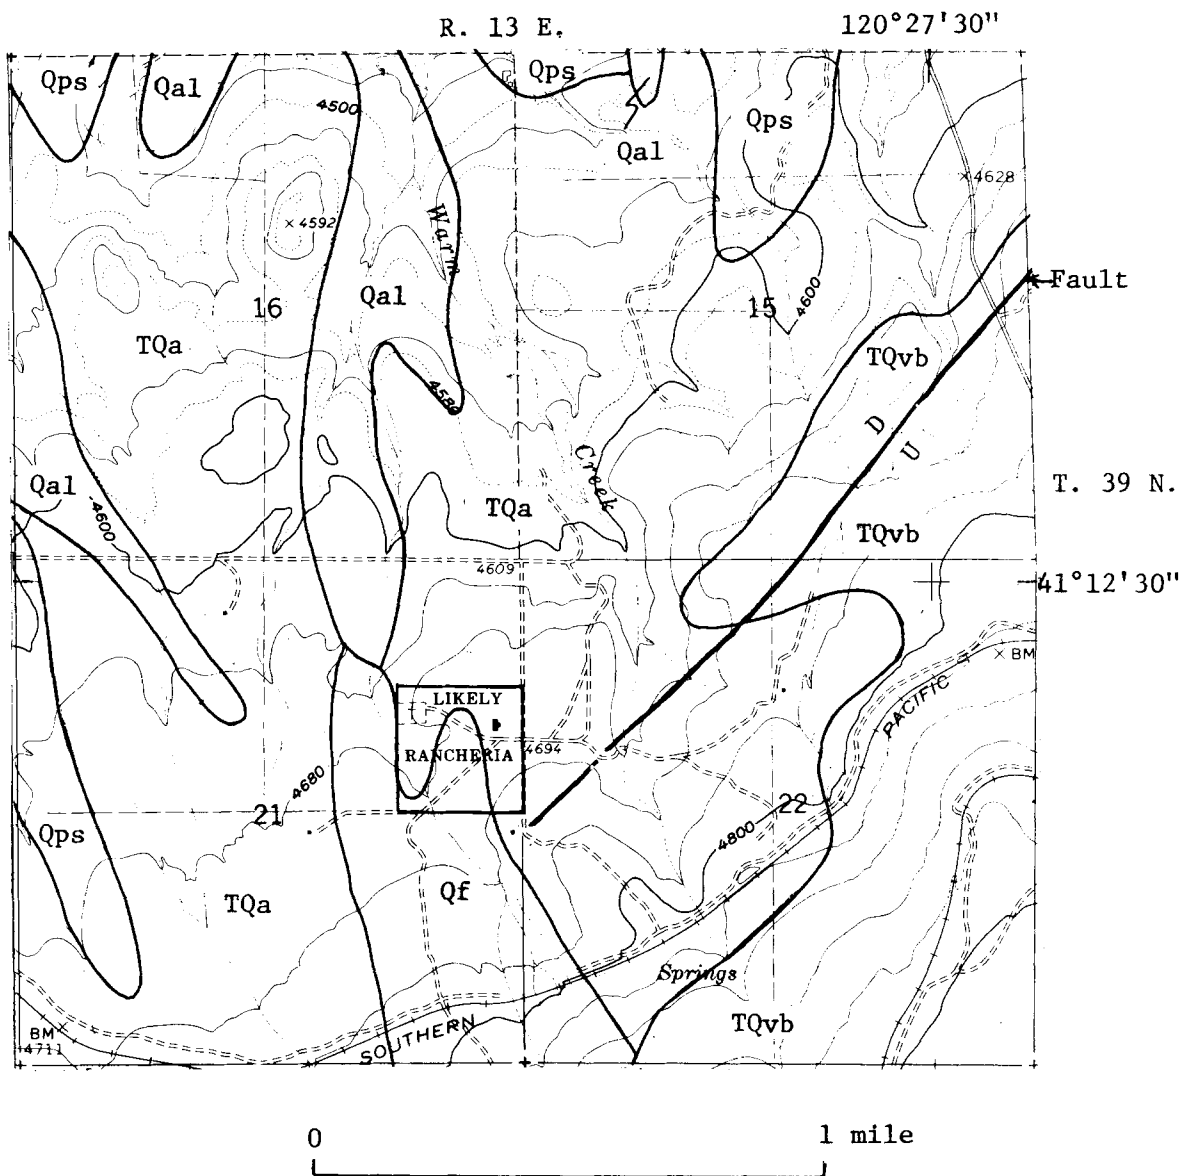 R. 13 E.
120°27'30"
Qps
Qal
4500
Qps
Qal
Qps
×4628
×4592
Warm
Fault
16
Qal
15
4600
TQa
TQvb
4580
D
U
Creek
Qal
4600
TQa
T. 39 N.
TQvb
4609
41°12'30"
×BM
LIKELY
PACIFIC
RANCHERIA
4694
4680
21
22
4800
Qps
TQa
Qf
Springs
TQvb
BM
4711
SOUTHERN
0
1 mile